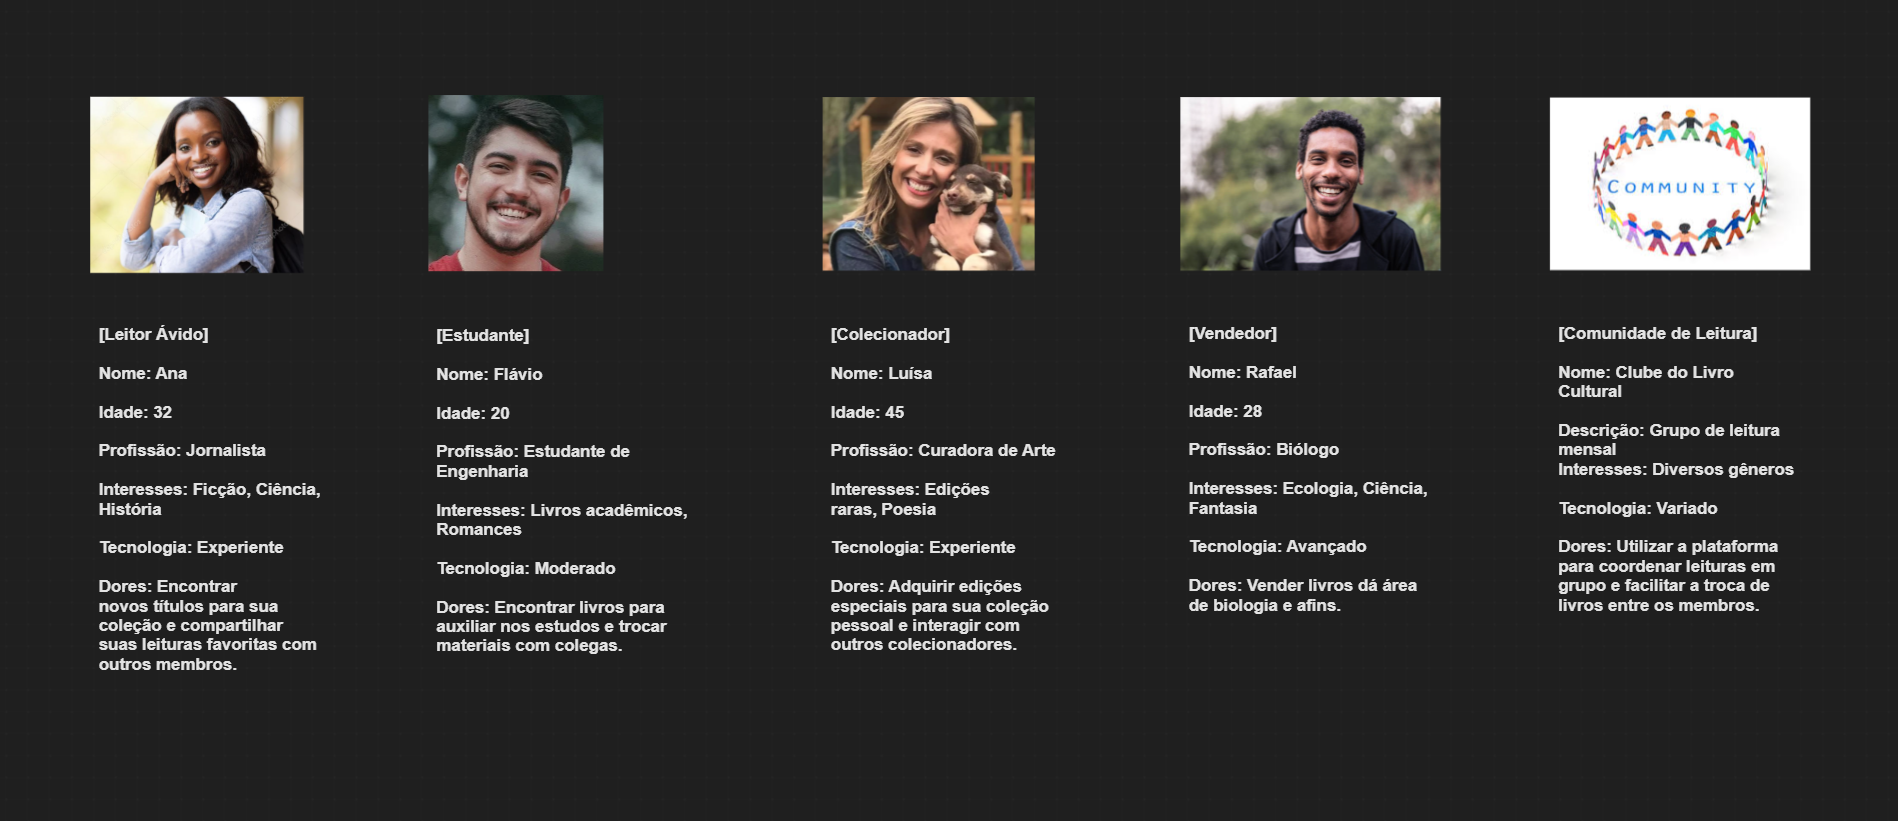 COMMUNITY
[Leitor Ávido]
Nome: Ana
Idade: 32
Profissão: Jornalista
Interesses: Ficção, Ciência,
História
Tecnologia: Experiente
Dores: Encontrar
novos títulos para sua
coleção e compartilhar
suas leituras favoritas com
outros membros.
[Estudante]
Nome: Flávio
Idade: 20
Profissão: Estudante de
Engenharia
Interesses: Livros acadêmicos,
Romances
Tecnologia: Moderado
Dores: Encontrar livros para
auxiliar nos estudos e trocar
materiais com colegas.
[Colecionador]
Nome: Luísa
Idade: 45
Profissão: Curadora de Arte
Interesses: Edições
raras, Poesia
Tecnologia: Experiente
Dores: Adquirir edições
especiais para sua coleção
pessoal e interagir com
outros colecionadores.
[Vendedor]
Nome: Rafael
Idade: 28
Profissão: Biólogo
Interesses: Ecologia, Ciência,
Fantasia
Tecnologia: Avançado
Dores: Vender livros dá área
de biologia e afins.
[Comunidade de Leitura]
Nome: Clube do Livro
Cultural
Descrição: Grupo de leitura
mensal
Interesses: Diversos gêneros
Tecnologia: Variado
Dores: Utilizar a plataforma
para coordenar leituras em
grupo e facilitar a troca de
livros entre os membros.